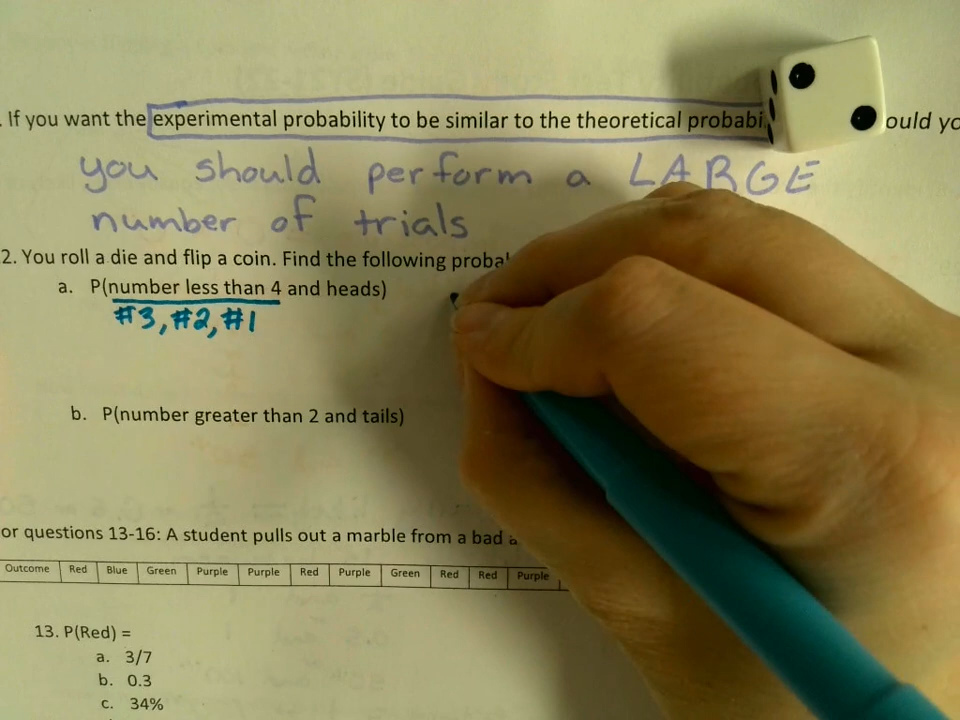 . If you want the experimental probability to be similar to the theoretical probabi
you should perform a LARGE
number of trials
2. You roll a die and flip a coin. Find the following
a. P(number less than 4 and heads)
#3, #2, #1
b. P(number greater than 2 and tails)
or questions 13-16: A student pulls out a marble from a bad
Outcome Red Blue Green Purple Purple Red Purple Green Red Red Purple
13. P(Red) =
a. 3/7
b. 0.3
c. 34%